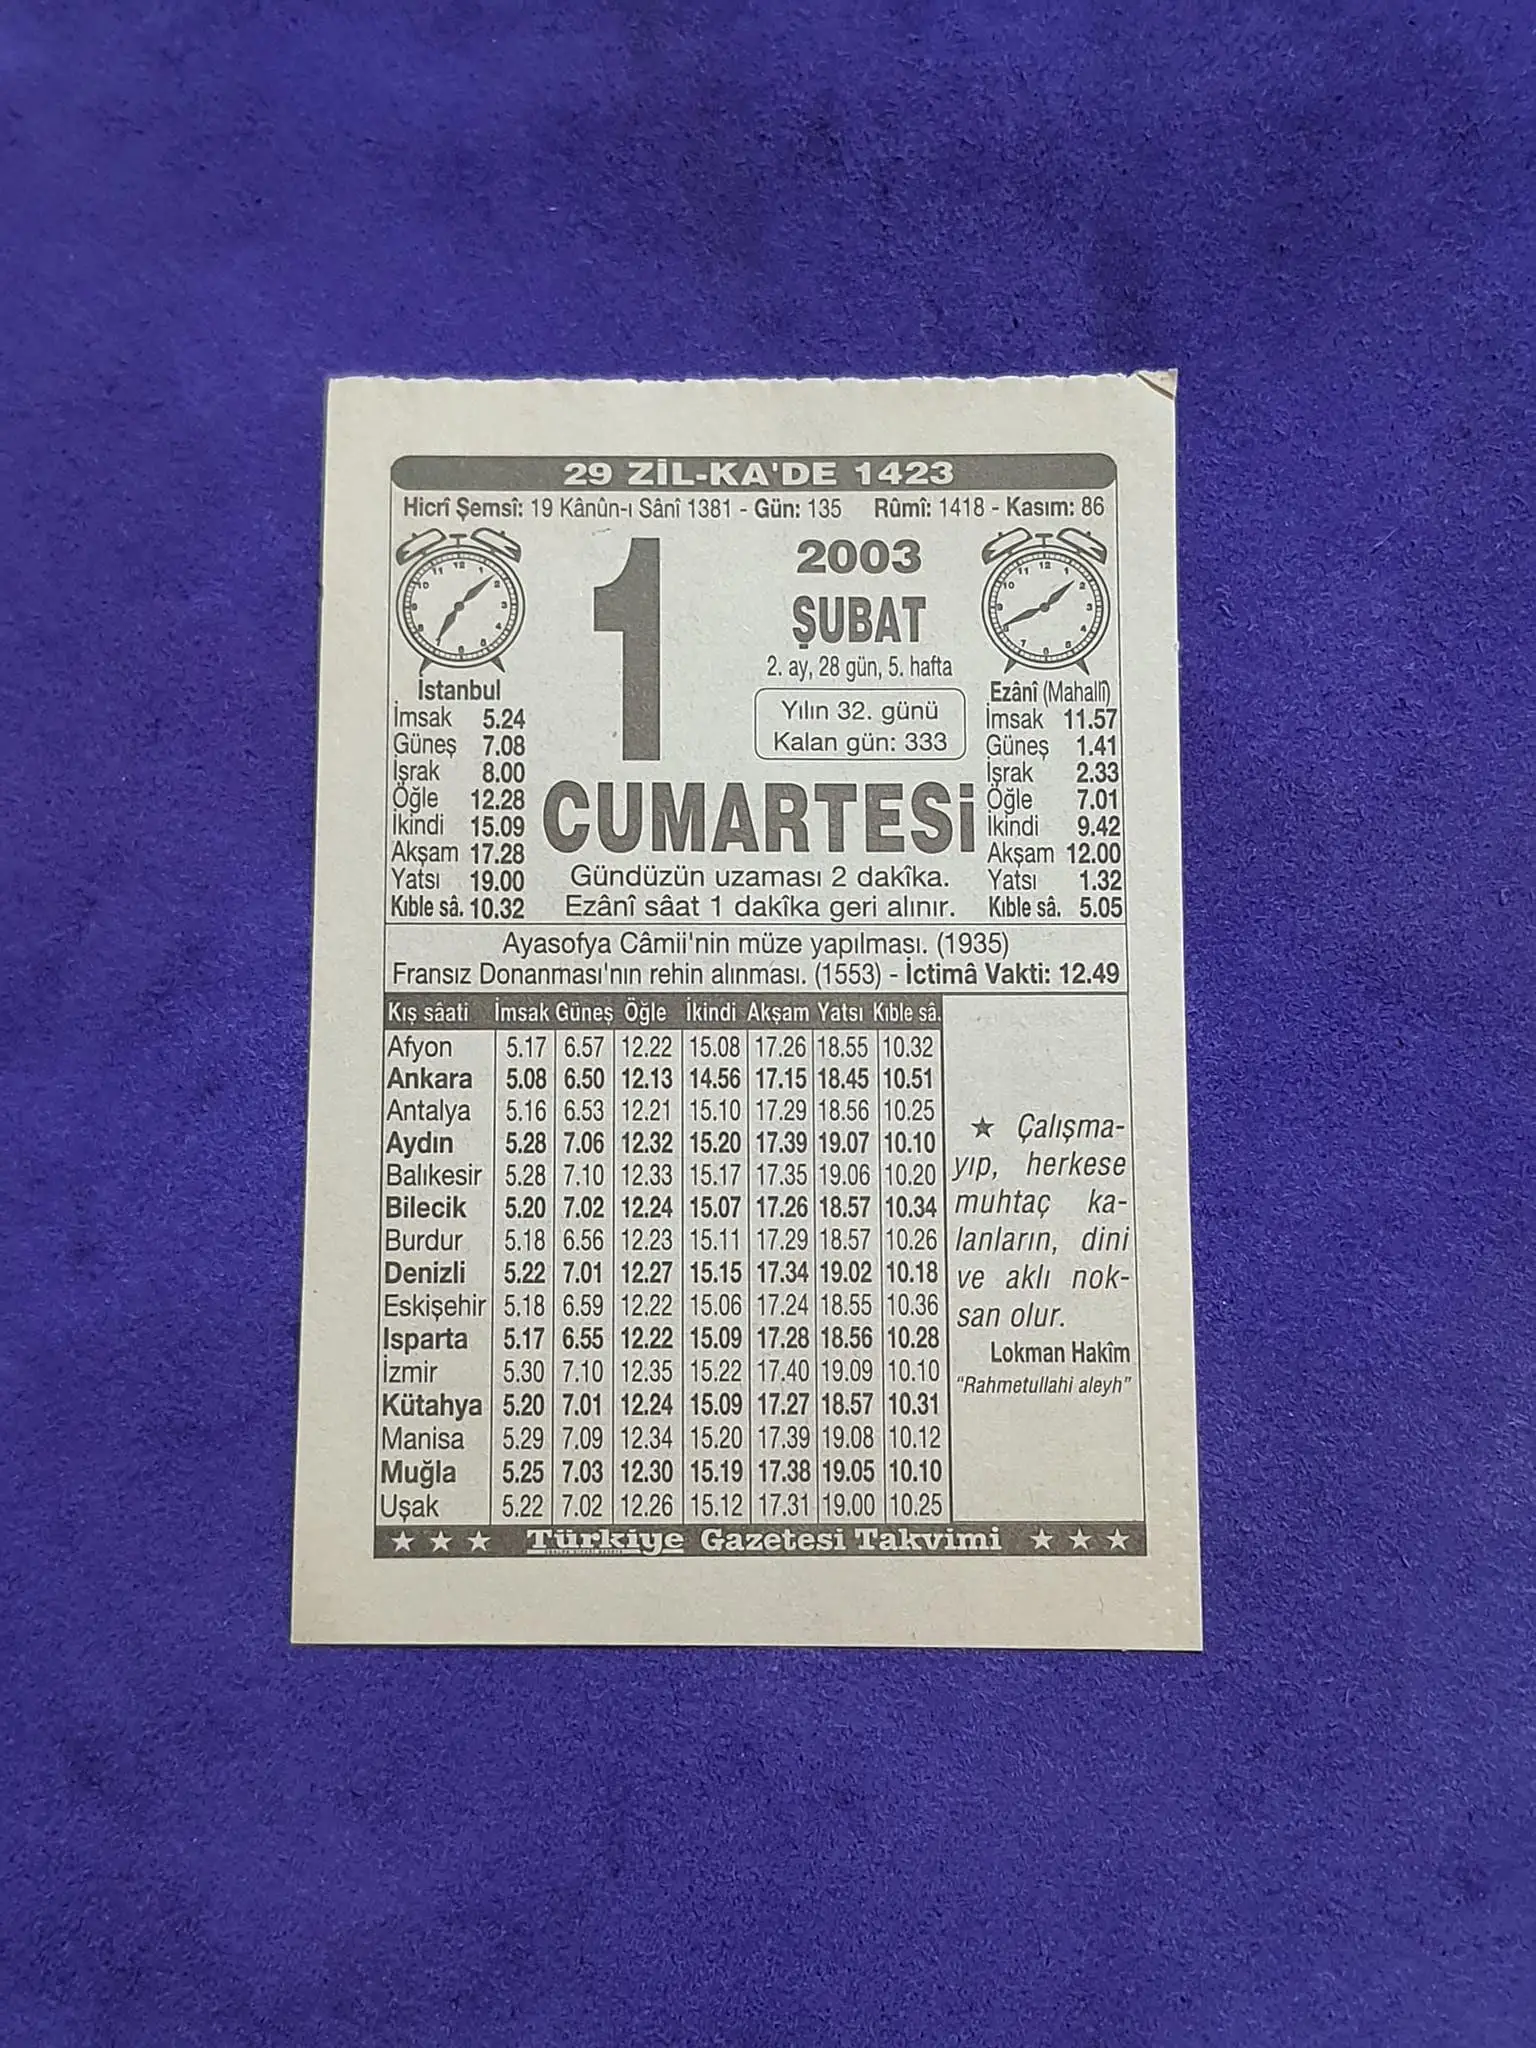 29 ZİL-KA'DE 1423
Hicrî Şemsî: 19 Kânûn-ı Sânî 1381 - Gün: 135 Rûmî: 1418 - Kasım: 86
1
2003
ŞUBAT
2. ay, 28 gün, 5. hafta
Yılın 32. günü
Kalan gün: 333
CUMARTESİ
Gündüzün uzaması 2 dakîka.
Ezânî sâat 1 dakîka geri alınır.
İstanbul
İmsak 5.24
Güneş 7.08
İşrak 8.00
Öğle 12.28
İkindi 15.09
Akşam 17.28
Yatsı 19.00
Kıble sâ. 10.32
Ezânî (Mahallî)
İmsak 11.57
Güneş 1.41
İşrak 2.33
Öğle 7.01
İkindi 9.42
Akşam 12.00
Yatsı 1.32
Kıble sâ. 5.05
Ayasofya Câmii'nin müze yapılması. (1935)
Fransız Donanması'nın rehin alınması. (1553) - İctimâ Vakti: 12.49
Kış sâati İmsak Güneş Öğle İkindi Akşam Yatsı Kıble sâ.
Afyon 5.17 6.57 12.22 15.08 17.26 18.55 10.32
Ankara 5.08 6.50 12.13 14.56 17.15 18.45 10.51
Antalya 5.16 6.53 12.21 15.10 17.29 18.56 10.25
Aydın 5.28 7.06 12.32 15.20 17.39 19.07 10.10
Balıkesir 5.28 7.10 12.33 15.17 17.35 19.06 10.20
Bilecik 5.20 7.02 12.24 15.07 17.26 18.57 10.34
Burdur 5.18 6.56 12.23 15.11 17.29 18.57 10.26
Denizli 5.22 7.01 12.27 15.15 17.34 19.02 10.18
Eskişehir 5.18 6.59 12.22 15.06 17.24 18.55 10.36
Isparta 5.17 6.55 12.22 15.09 17.28 18.56 10.28
İzmir 5.30 7.10 12.35 15.22 17.40 19.09 10.10
Kütahya 5.20 7.01 12.24 15.09 17.27 18.57 10.31
Manisa 5.29 7.09 12.34 15.20 17.39 19.08 10.12
Muğla 5.25 7.03 12.30 15.19 17.38 19.05 10.10
Uşak 5.22 7.02 12.26 15.12 17.31 19.00 10.25
★ Çalışma-
yıp, herkese
muhtaç ka-
lanların, dini
ve aklı nok-
san olur.
Lokman Hakîm
"Rahmetullahi aleyh"
★ ★ ★ Türkiye Gazetesi Takvimi ★ ★ ★